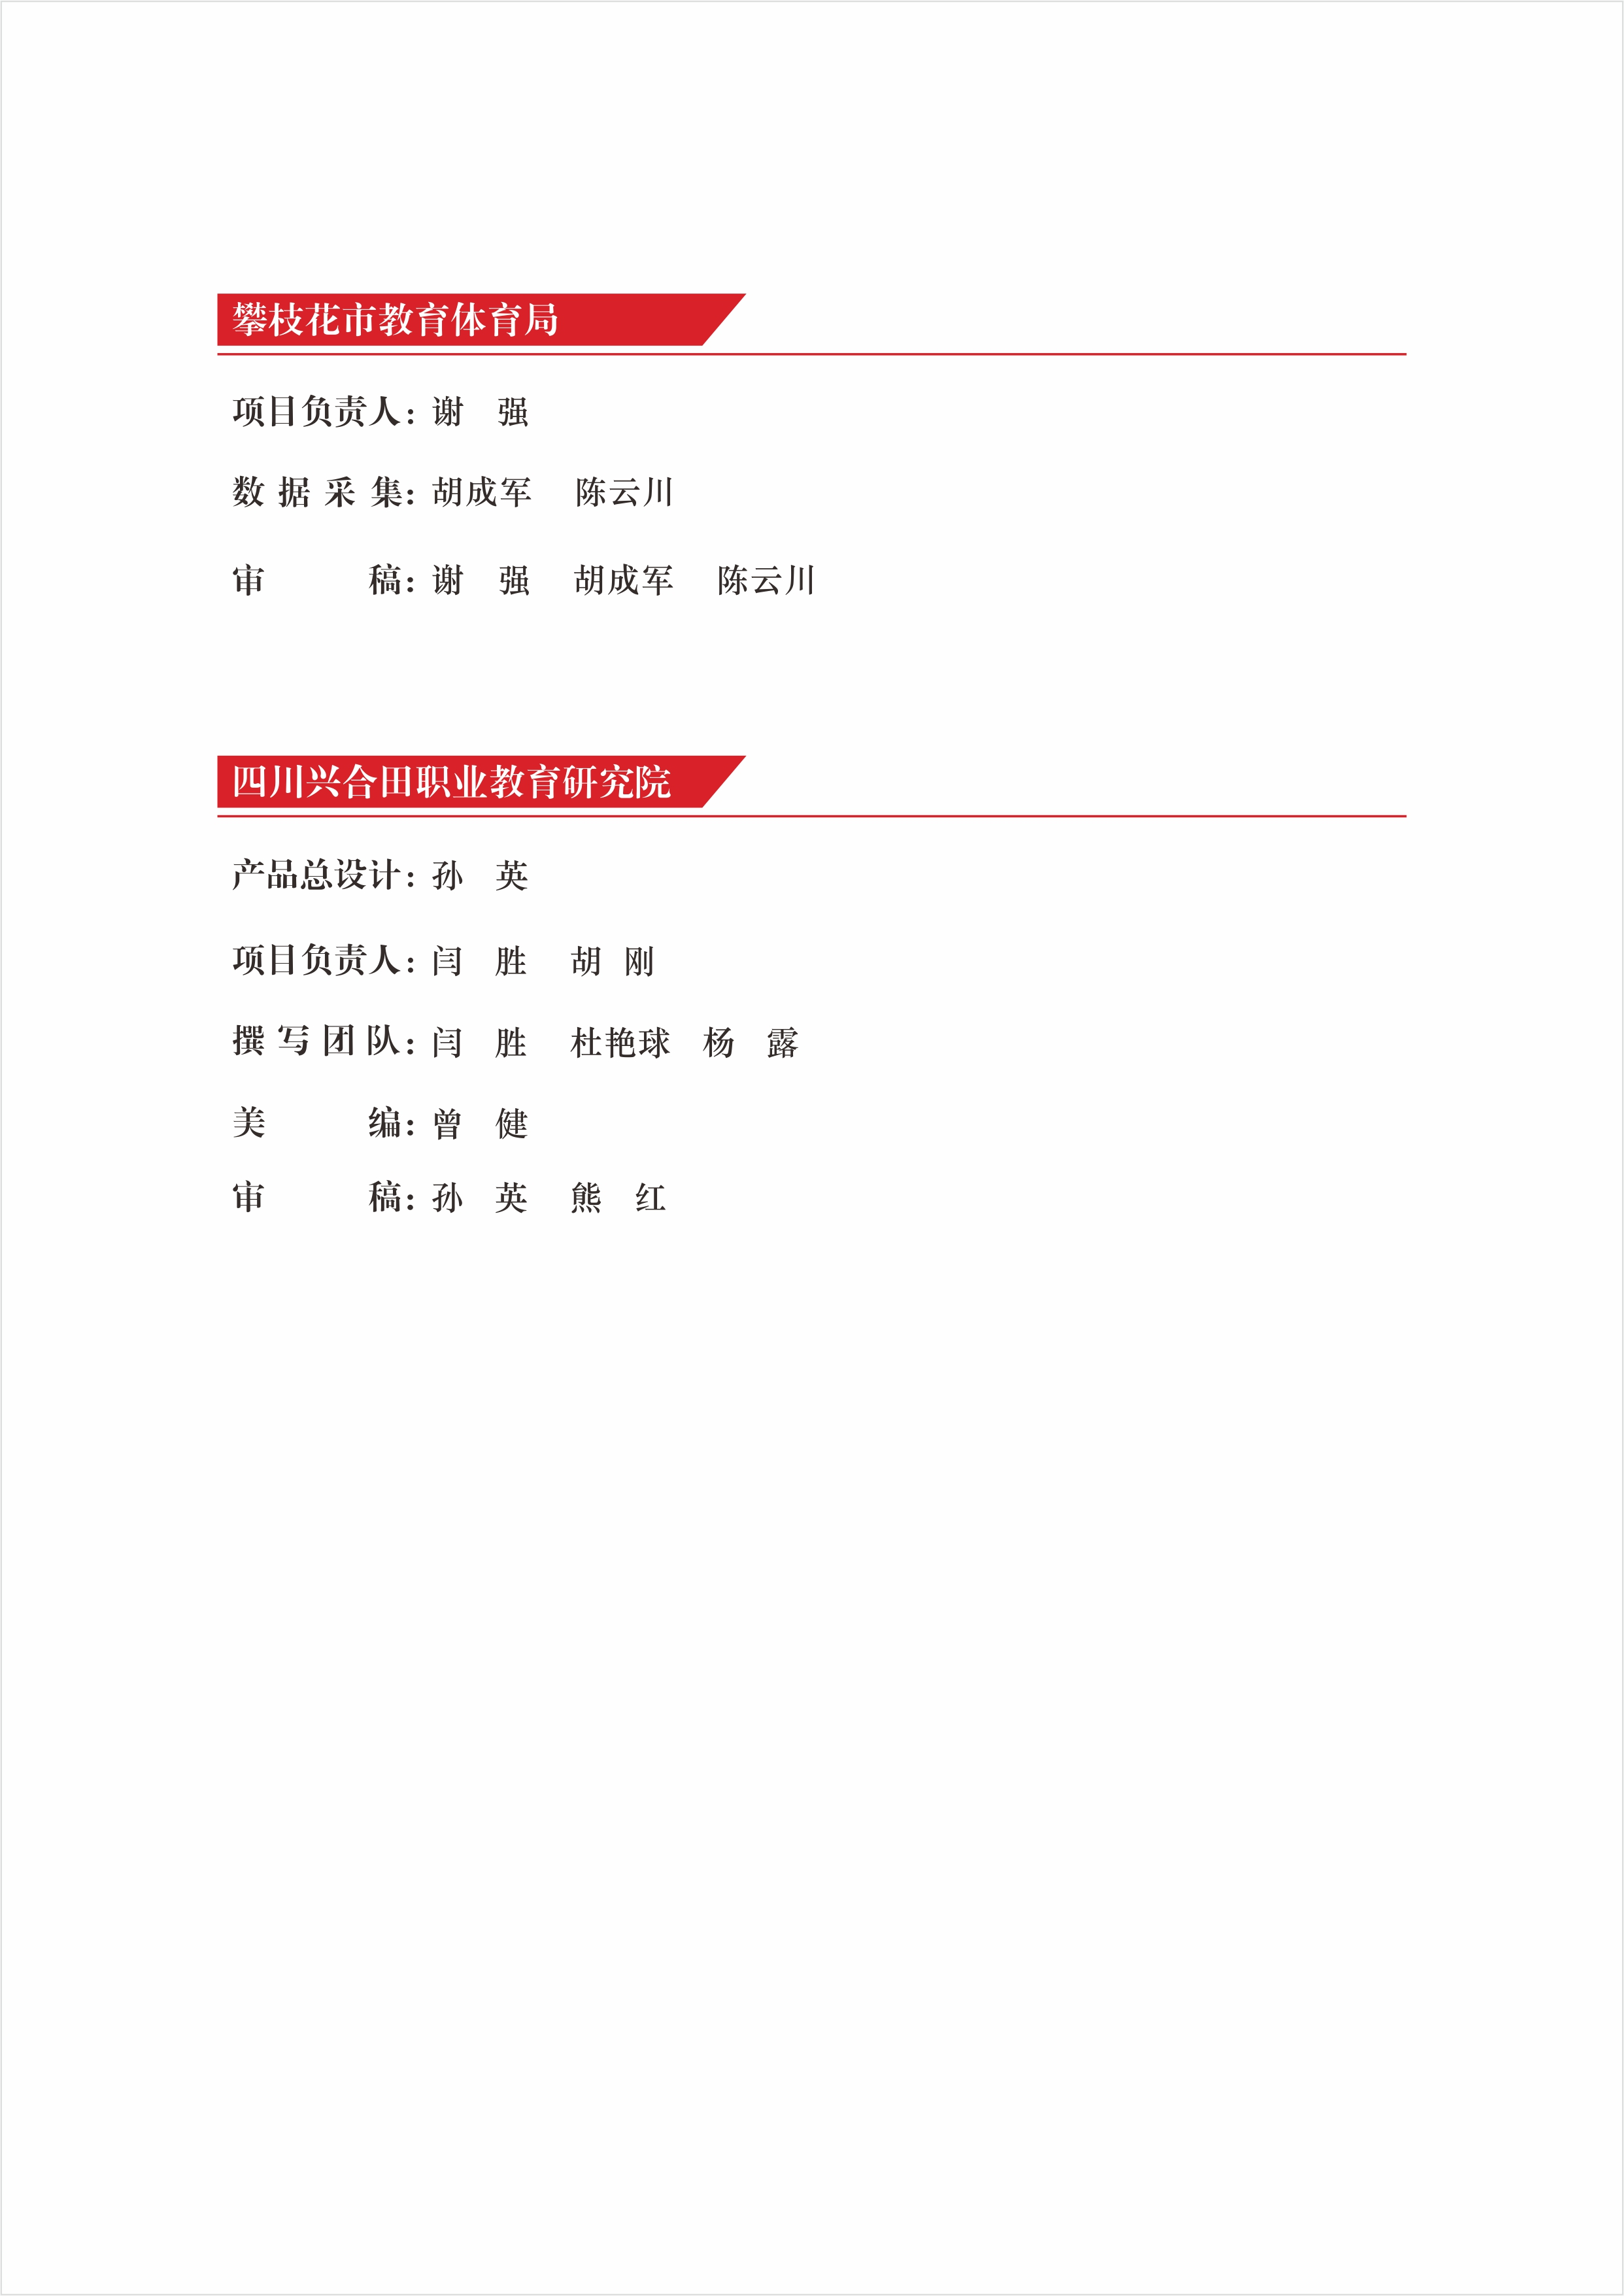 攀枝花市教育体育局
项目负责人：谢　强
数据采集：胡成军　陈云川
审　　　稿：谢　强　胡成军　陈云川
四川兴合田职业教育研究院
产品总设计：孙　英
项目负责人：闫　胜　胡　刚
撰写团队：闫　胜　杜艳球　杨　露
美　　　编：曾　健
审　　　稿：孙　英　熊　红